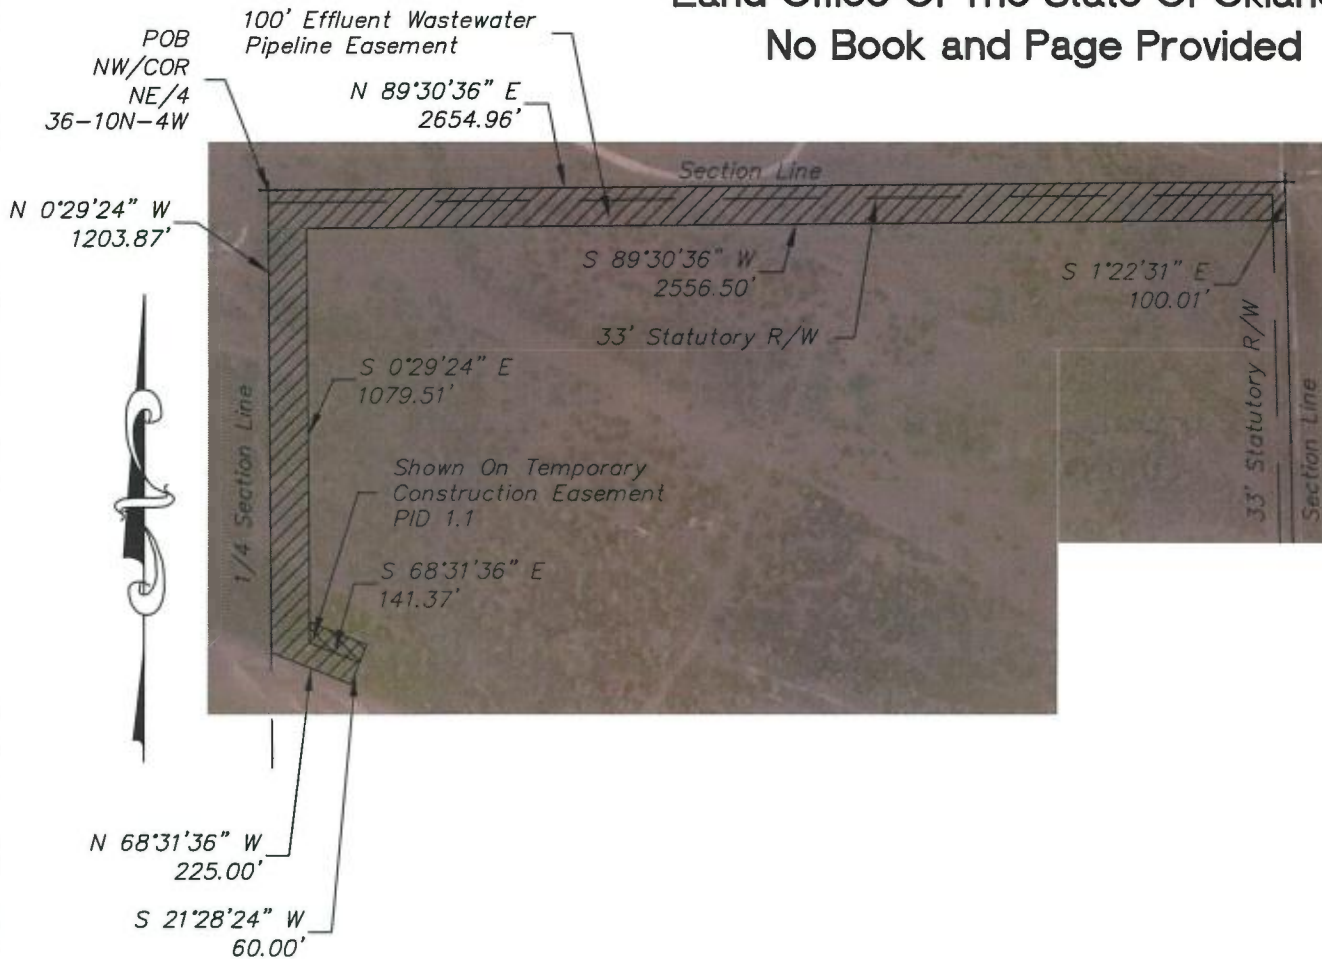 Land Office Of The State Of
No Book and Page Provided
100' Effluent Wastewater
Pipeline Easement
POB
NW/COR
NE/4
36-10N-4W
N 89°30'36" E
2654.96'
Section Line
N 0°29'24" W
1203.87'
S 89°30'36" W
2556.50'
S 1°22'31" E
100.01'
33' Statutory R/W
S 0°29'24" E
1079.51'
1/4 Section Line
33' Statutory R/W
Section Line
Shown On Temporary
Construction Easement
PID 1.1
S 68°31'36" E
141.37'
N 68°31'36" W
225.00'
S 21°28'24" W
60.00'